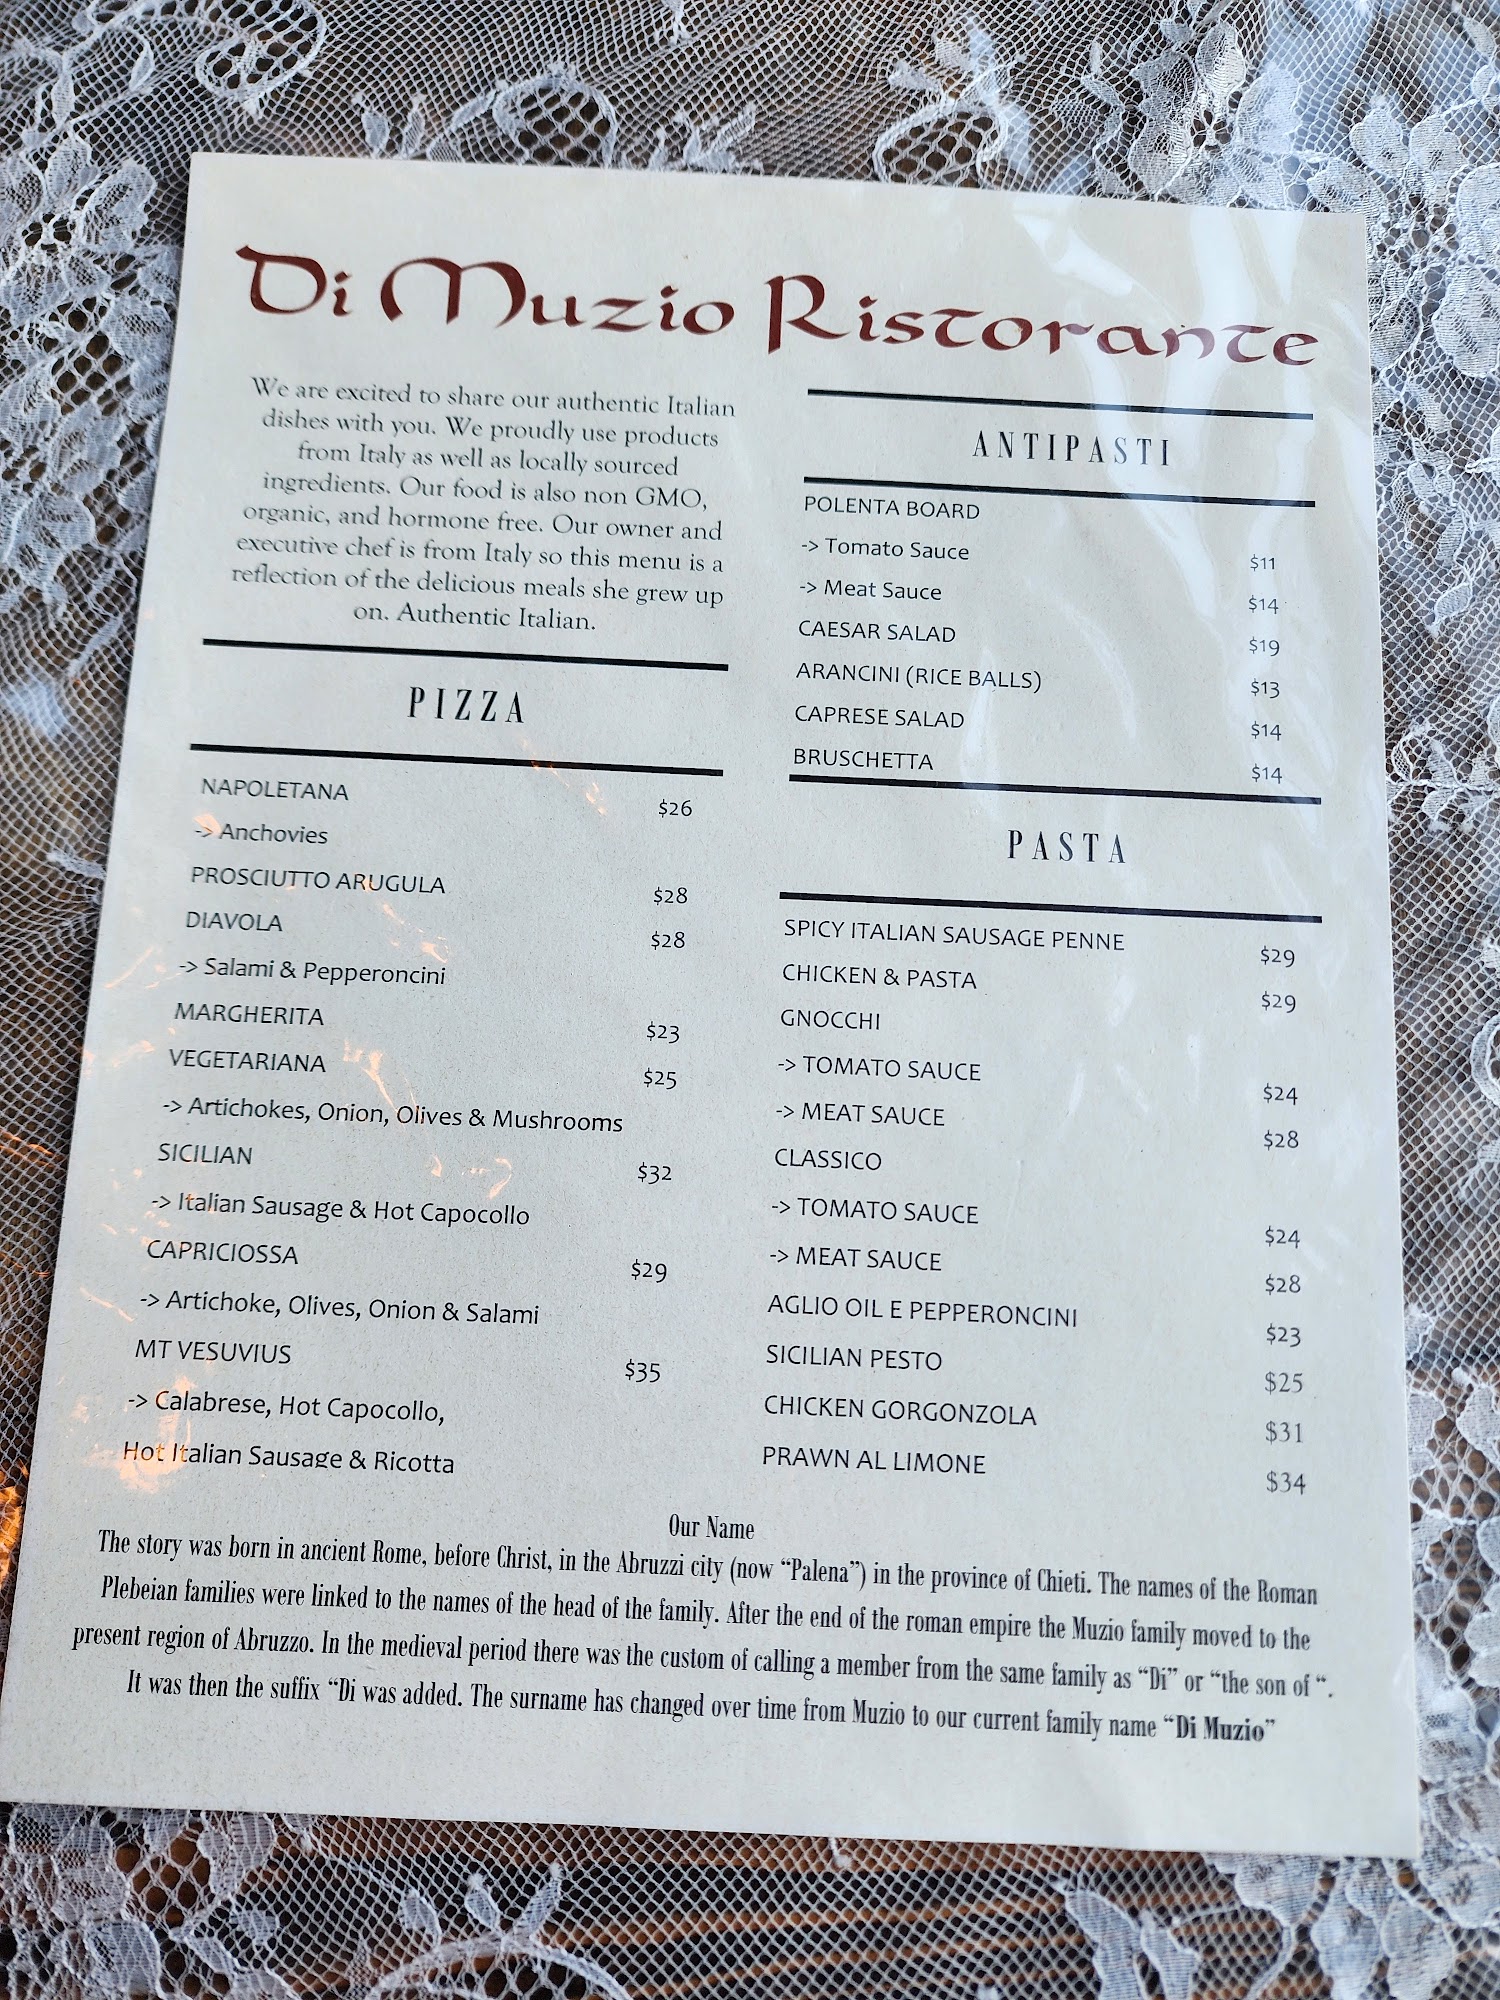 Di Muzio Ristorante
We are excited to share our authentic Italian
dishes with you. We proudly use products
from Italy as well as locally sourced
ingredients. Our food is also non GMO,
organic, and hormone free. Our owner and
executive chef is from Italy so this menu is a
reflection of the delicious meals she grew up
on. Authentic Italian.
PIZZA
NAPOLETANA $26
-> Anchovies
PROSCIUTTO ARUGULA $28
DIAVOLA $28
-> Salami & Pepperoncini
MARGHERITA $23
VEGETARIANA $25
-> Artichokes, Onion, Olives & Mushrooms
SICILIAN $32
-> Italian Sausage & Hot Capocollo
CAPRICIOSSA $29
-> Artichoke, Olives, Onion & Salami
MT VESUVIUS $35
-> Calabrese, Hot Capocollo,
Hot Italian Sausage & Ricotta
ANTIPASTI
POLENTA BOARD
-> Tomato Sauce $11
-> Meat Sauce $14
CAESAR SALAD $19
ARANCINI (RICE BALLS) $13
CAPRESE SALAD $14
BRUSCHETTA $14
PASTA
SPICY ITALIAN SAUSAGE PENNE $29
CHICKEN & PASTA $29
GNOCCHI
-> TOMATO SAUCE $24
-> MEAT SAUCE $28
CLASSICO
-> TOMATO SAUCE $24
-> MEAT SAUCE $28
AGLIO OIL E PEPPERONCINI $23
SICILIAN PESTO $25
CHICKEN GORGONZOLA $31
PRAWN AL LIMONE $34
Our Name
The story was born in ancient Rome, before Christ, in the Abruzzi city (now “Palena”) in the province of Chieti. The names of the Roman
Plebeian families were linked to the names of the head of the family. After the end of the roman empire the Muzio family moved to the
present region of Abruzzo. In the medieval period there was the custom of calling a member from the same family as “Di” or “the son of “.
It was then the suffix “Di was added. The surname has changed over time from Muzio to our current family name “Di Muzio”